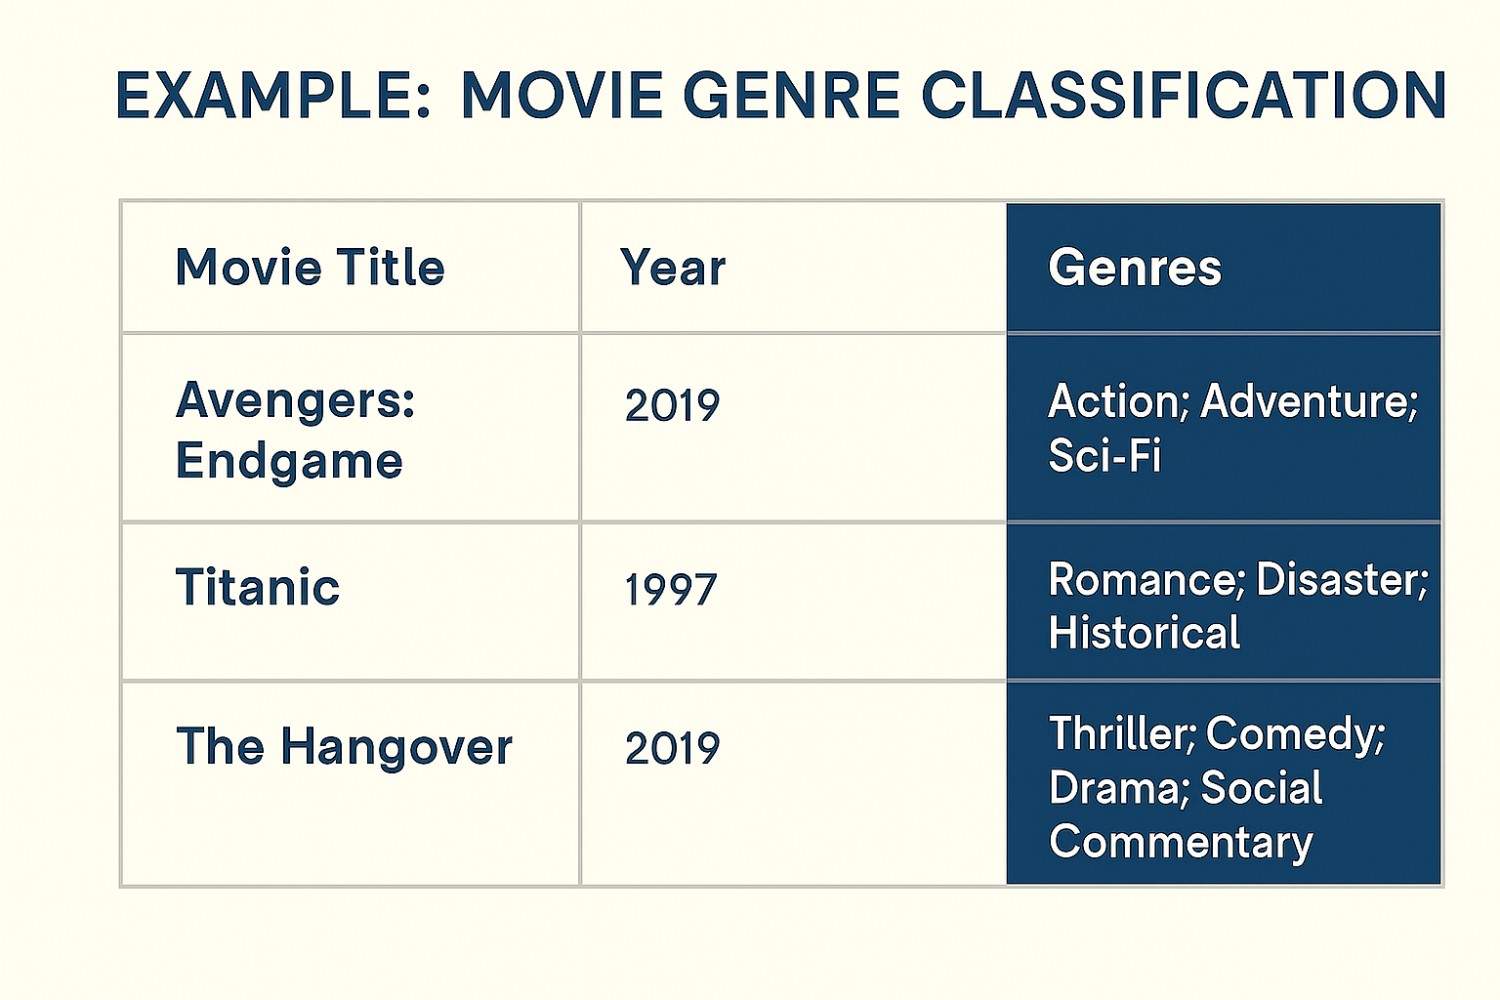 EXAMPLE: MOVIE GENRE CLASSIFICATION
Movie Title
Year
Genres
Avengers:
Endgame
2019
Action; Adventure;
Sci-Fi
Titanic
1997
Romance; Disaster;
Historical
The Hangover
2019
Thriller; Comedy;
Drama; Social
Commentary